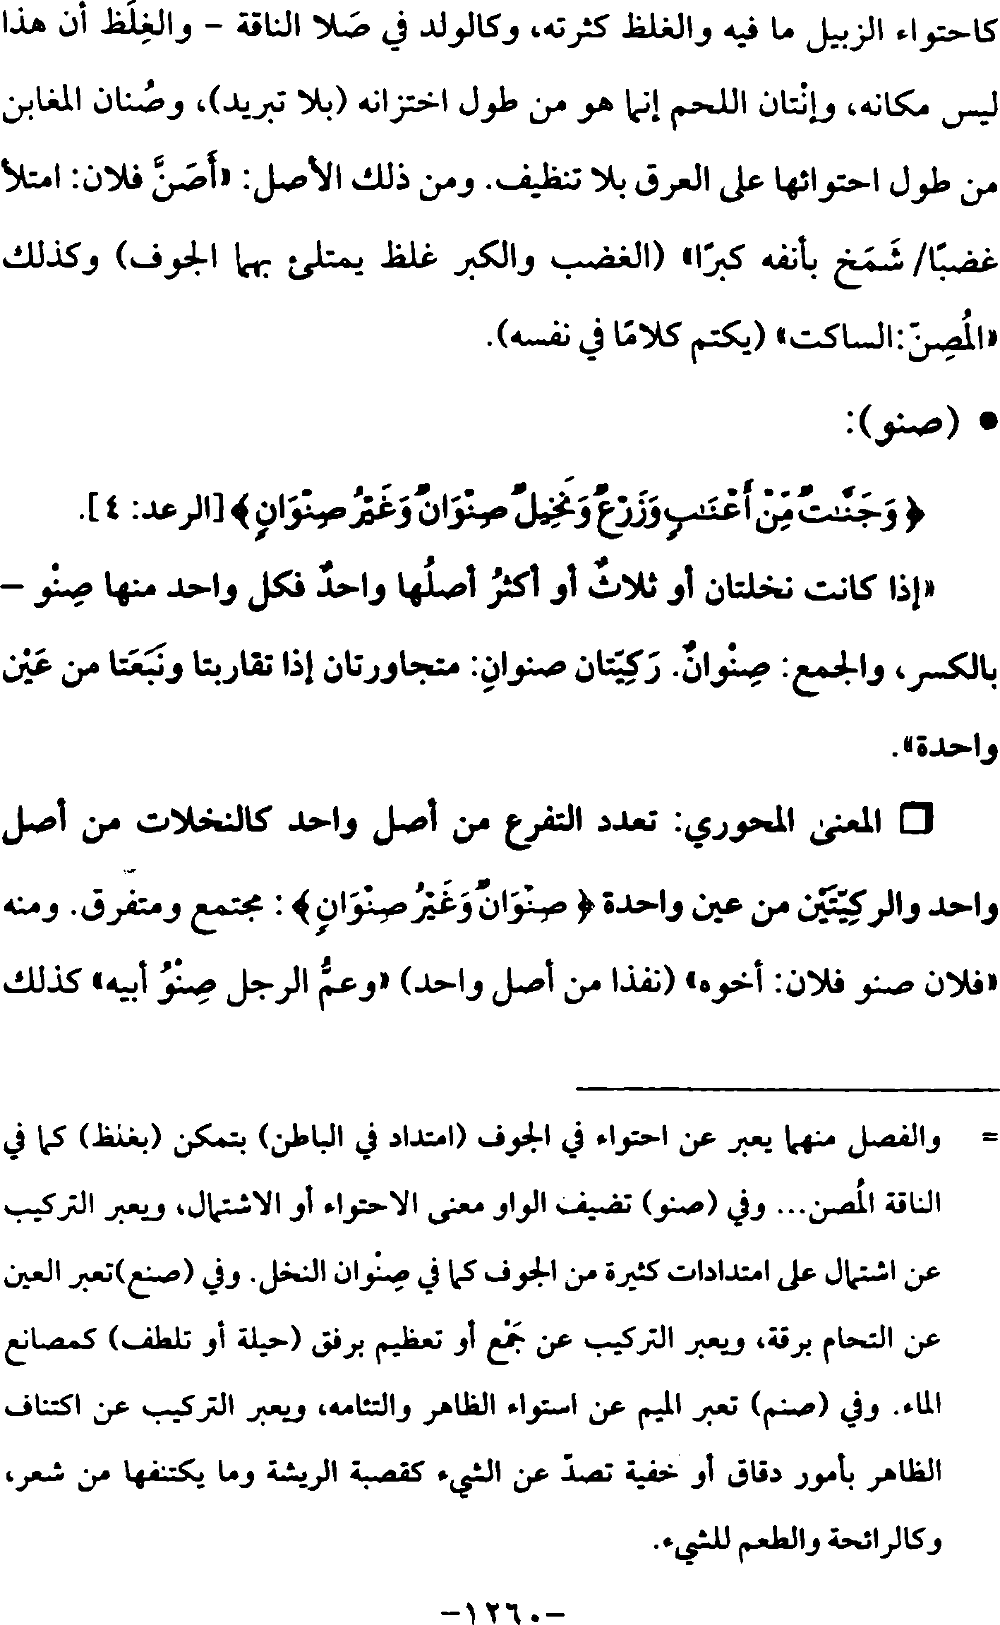 كاحتواء الزبيل ما فيه والغلظ كثرته، وكالولد في صَلا الناقة - والغِلَظ أن هذا
ليس مكانه، وإنْتان اللحم إنما هو من طول اختزانه (بلا تبريد)، وصُنان المغابن
من طول احتوائها على العرق بلا تنظيف. ومن ذلك الأصل: «أَصَنَّ فلان: امتلأ
غضبًا/ شَمَخ بأنفه كبرًا» (الغضب والكبر غلظ يمتلئ بهما الجوف) وكذلك
«المُصِنّ: الساكت» (يكتم كلامًا في نفسه).
• (صنو):
﴿ وَجَنَّـٰتٌ مِّنْ أَعْنَـٰبٍ وَزَرْعٌ وَنَخِيلٌ صِنْوَانٌ وَغَيْرُ صِنْوَانٍ ﴾ [الرعد: ٤].
«إذا كانت نخلتان أو ثلاثٌ أو أكثرُ أصلُها واحدٌ فكل واحد منها صِنْو -
بالكسر، والجمع: صِنْوانٌ. رَكِيّتان صنوانِ: متجاورتان إذا تقاربتا ونَبَعَتا من عَيْن
واحدة».
□ المعنى المحوري: تعدد التفرع من أصل واحد كالنخلات من أصل
واحد والركِيّتَيْن من عين واحدة ﴿ صِنْوَانٌ وَغَيْرُ صِنْوَانٍ ﴾: مجتمع ومتفرق. ومنه
«فلان صنو فلان: أخوه» (نفذا من أصل واحد) «وعمُّ الرجل صِنْوُ أبيه» كذلك
= والفصل منهما يعبر عن احتواء في الجوف (امتداد في الباطن) بتمكن (بغلظ) كما في
الناقة المُصن... وفي (صنو) تضيف الواو معنى الاحتواء أو الاشتمال، ويعبر التركيب
عن اشتمال على امتدادات كثيرة من الجوف كما في صِنْوان النخل. وفي (صنع) تعبر العين
عن التحام برقة، ويعبر التركيب عن جَمْع أو تعظيم برفق (حيلة أو تلطف) كمصانع
الماء. وفي (صنم) تعبر الميم عن استواء الظاهر والتئامه، ويعبر التركيب عن اكتناف
الظاهر بأمور دقاق أو خفية تصدّ عن الشيء كقصبة الريشة وما يكتنفها من شعر،
وكالرائحة والطعم للشيء.
-١٢٦٠-